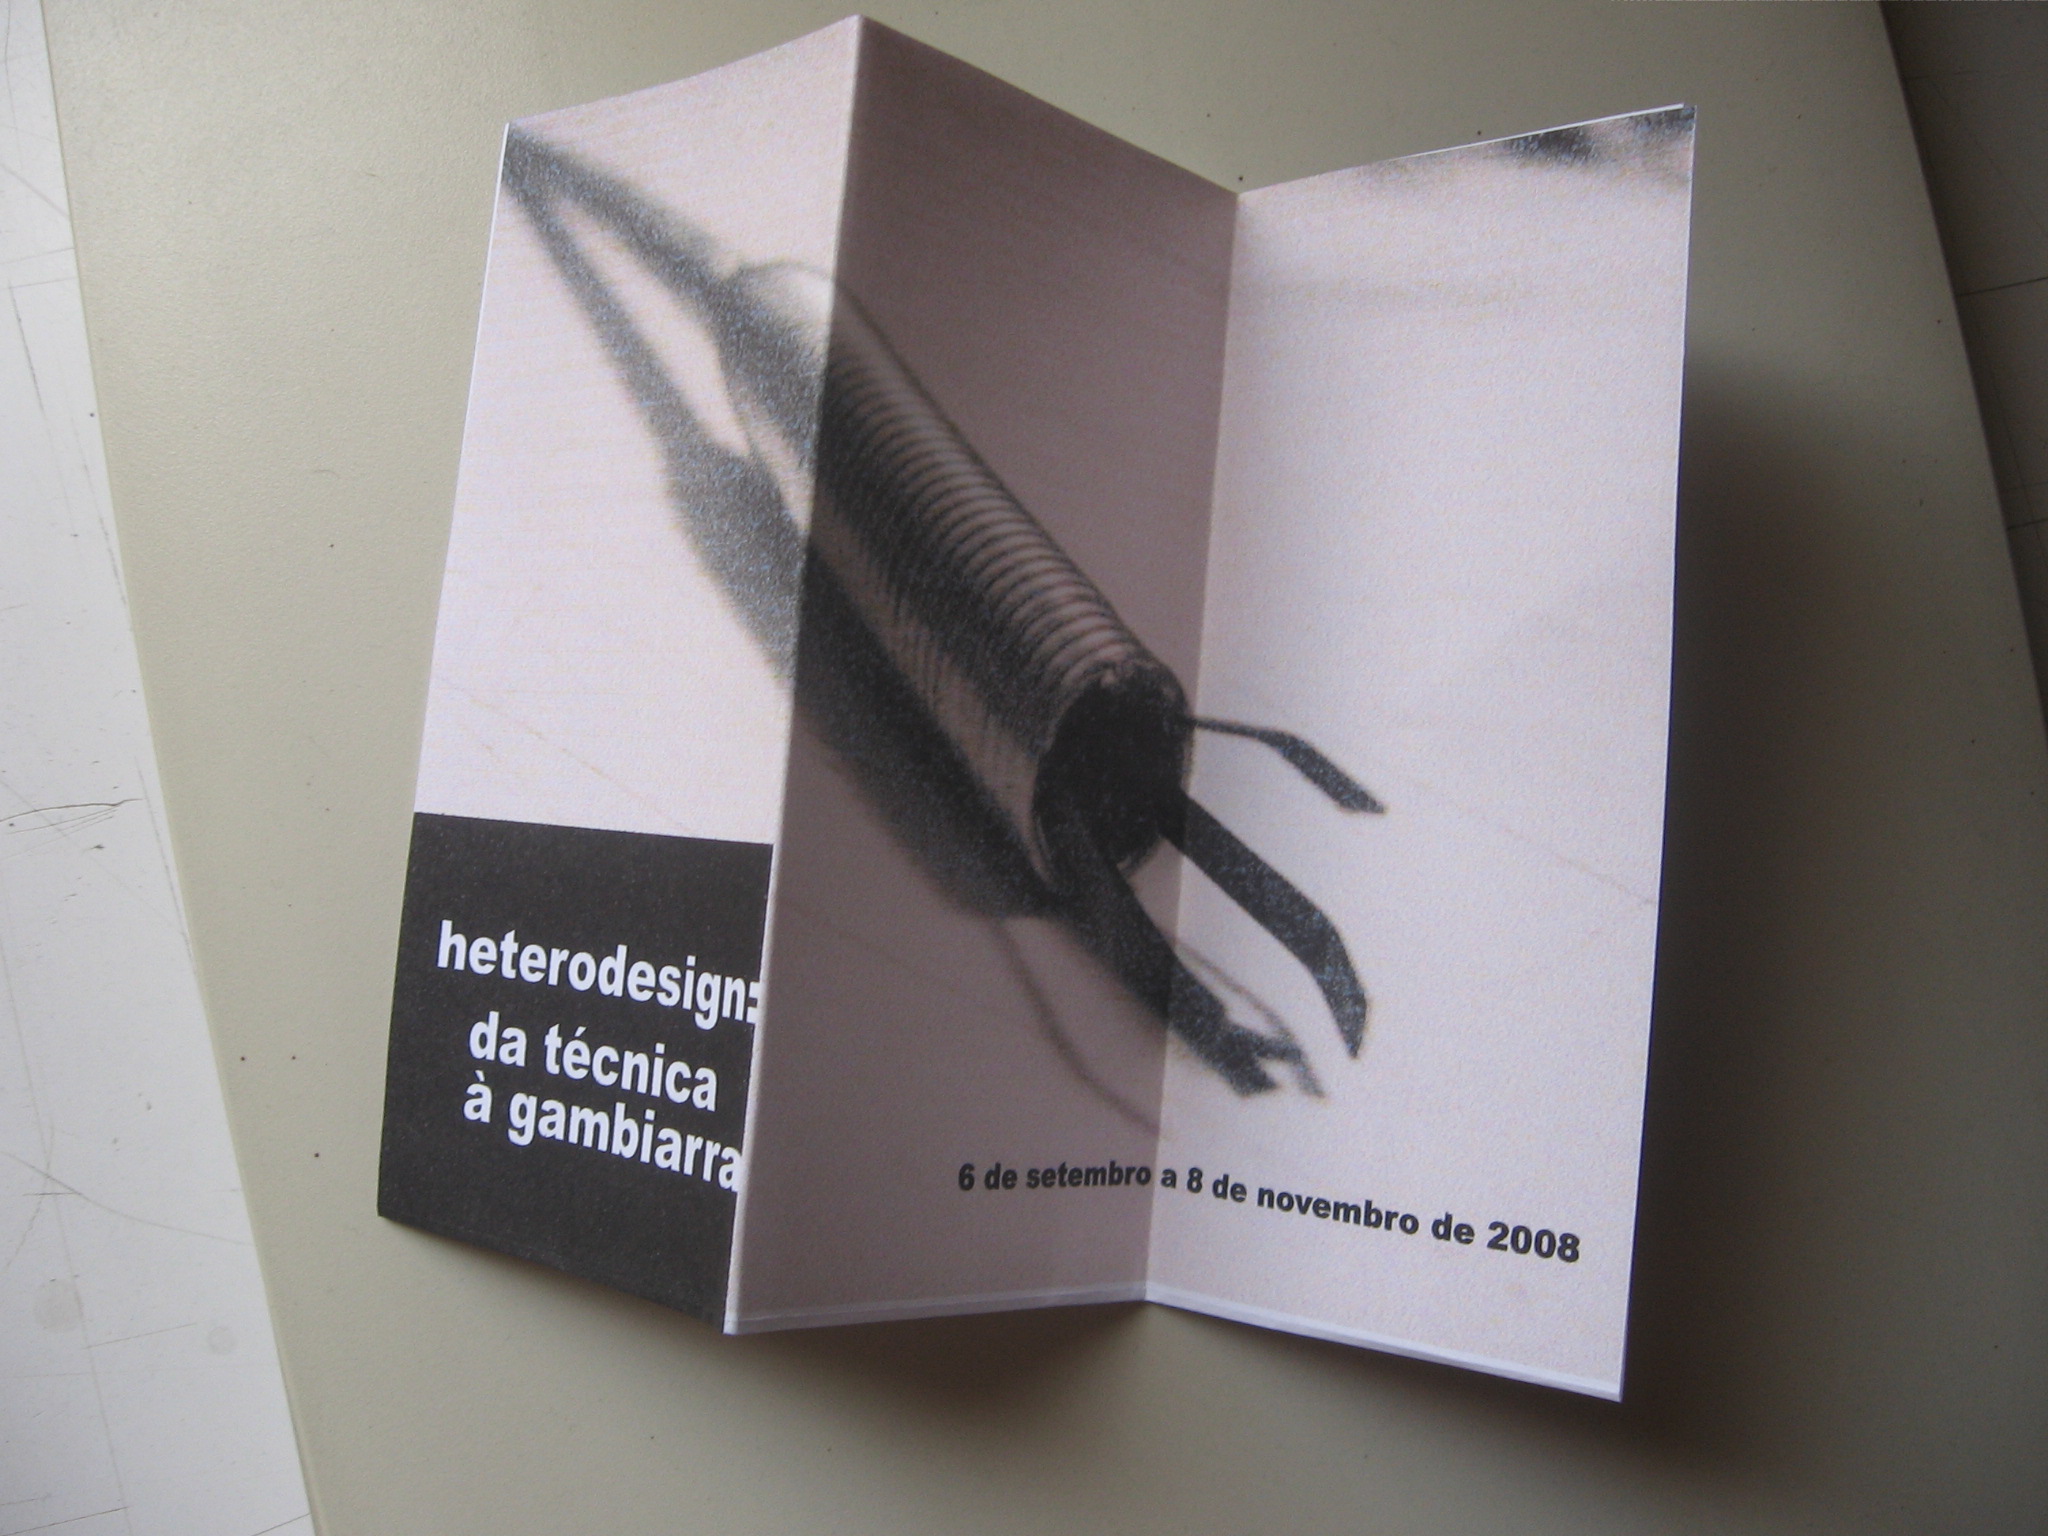 heterodesign:
da técnica
à gambiarra
6 de setembro a 8 de novembro de 2008